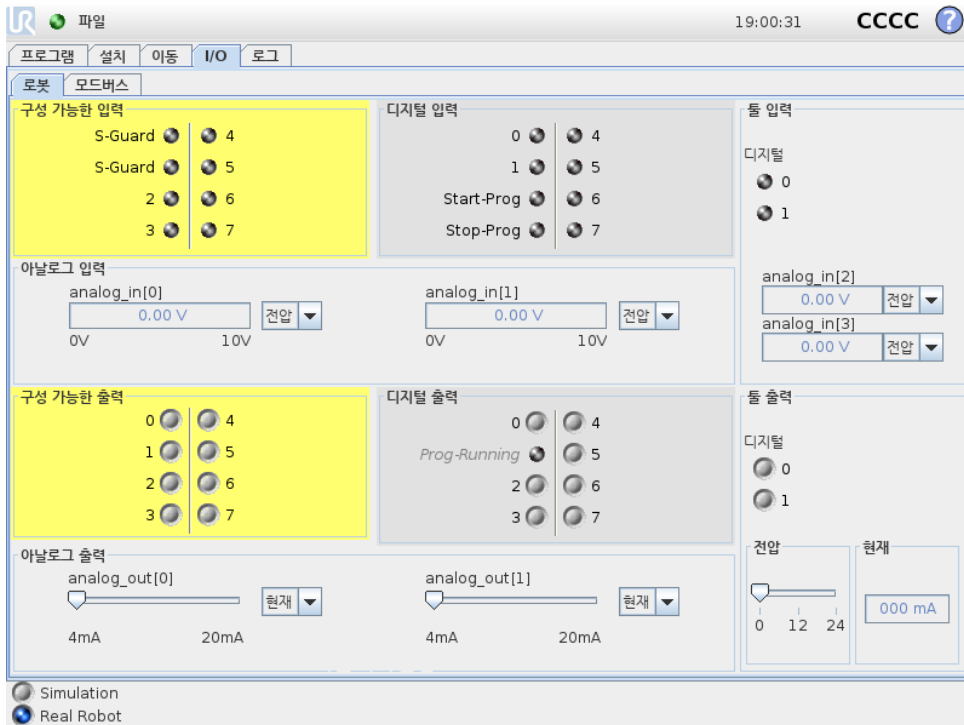 UR 파일 19:00:31 CCCC ?
프로그램 설치 이동 I/O 로그
로봇 모드버스
구성 가능한 입력
S-Guard 4
S-Guard 5
2 6
3 7
디지털 입력
0 4
1 5
Start-Prog 6
Stop-Prog 7
툴 입력
디지털
0
1
아날로그 입력
analog_in[0]
0.00 V 전압
0V 10V
analog_in[1]
0.00 V 전압
0V 10V
analog_in[2]
0.00 V 전압
analog_in[3]
0.00 V 전압
구성 가능한 출력
0 4
1 5
2 6
3 7
디지털 출력
0 4
Prog-Running 5
2 6
3 7
툴 출력
디지털
0
1
아날로그 출력
analog_out[0]
현재
4mA 20mA
analog_out[1]
현재
4mA 20mA
전압
0 12 24
현재
000 mA
Simulation
Real Robot